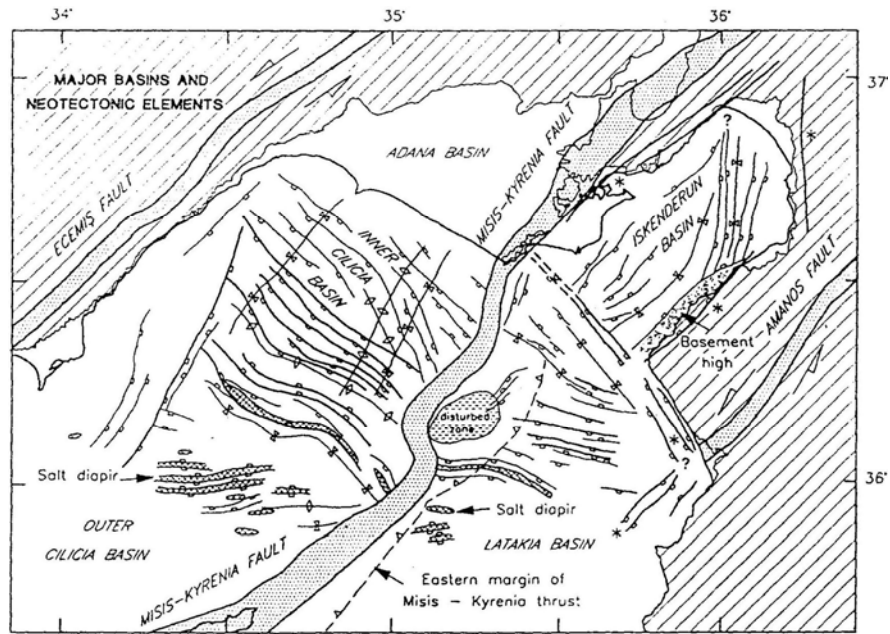 34°
35°
36°
MAJOR BASINS AND
NEOTECTONIC ELEMENTS
37°
ADANA BASIN
MISIS-KYRENIA FAULT
?
ECEMİŞ FAULT
INNER
CILICIA
BASIN
ISKENDERUN
BASIN
AMANOS FAULT
Basement
high
disturbed
zone
?
Salt diapir
36°
Salt diapir
OUTER
CILICIA BASIN
LATAKIA BASIN
MISIS-KYRENIA FAULT
Eastern margin of
Misis - Kyrenia thrust